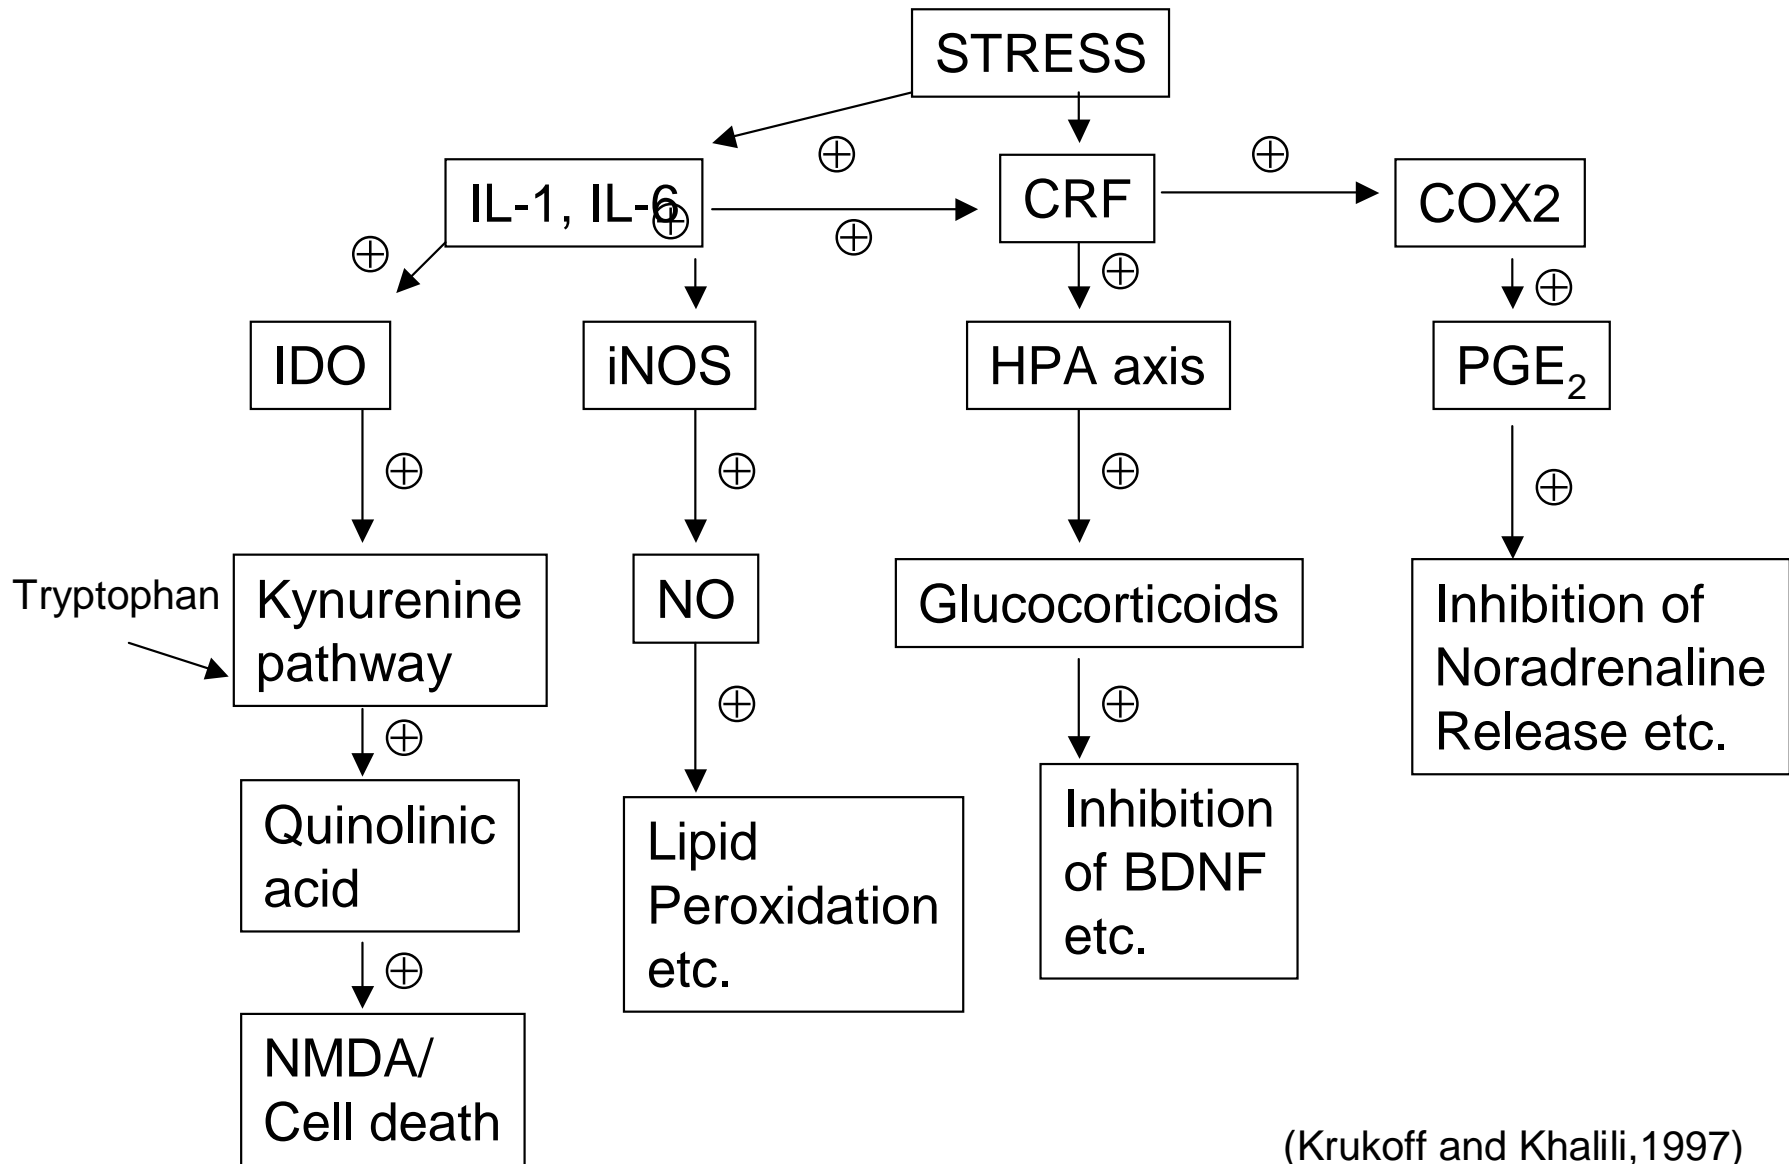 STRESS
IL-1, IL-6
CRF
COX2
IDO
iNOS
HPA axis
PGE2
Tryptophan
Kynurenine
pathway
NO
Glucocorticoids
Inhibition of
Noradrenaline
Release etc.
Quinolinic
acid
Lipid
Peroxidation
etc.
Inhibition
of BDNF
etc.
NMDA/
Cell death
(Krukoff and Khalili,1997)